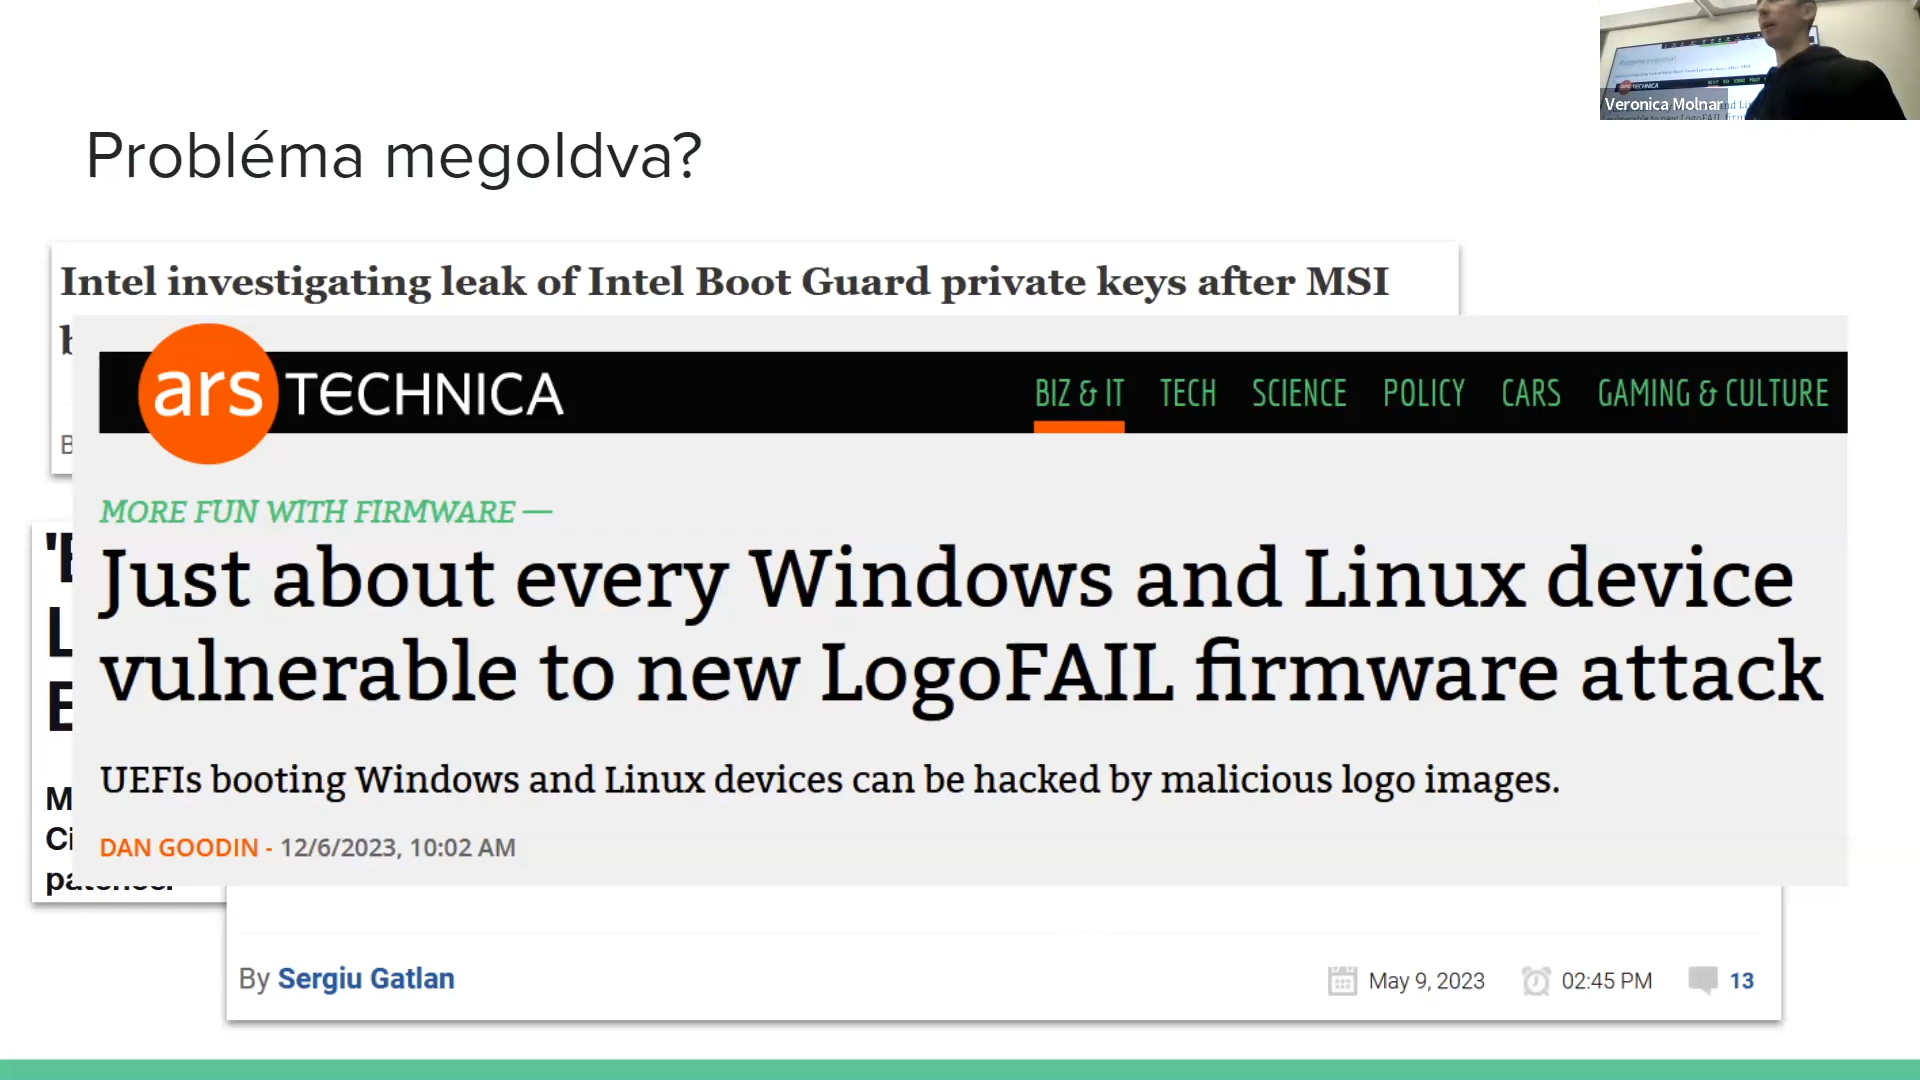 Probléma megoldva?
Veronica Molnar
Intel investigating leak of Intel Boot Guard private keys after MSI
ars TECHNICA
BIZ & IT TECH SCIENCE POLICY CARS GAMING & CULTURE
MORE FUN WITH FIRMWARE —
Just about every Windows and Linux device
vulnerable to new LogoFAIL firmware attack
UEFIs booting Windows and Linux devices can be hacked by malicious logo images.
DAN GOODIN - 12/6/2023, 10:02 AM
By Sergiu Gatlan
May 9, 2023 02:45 PM 13